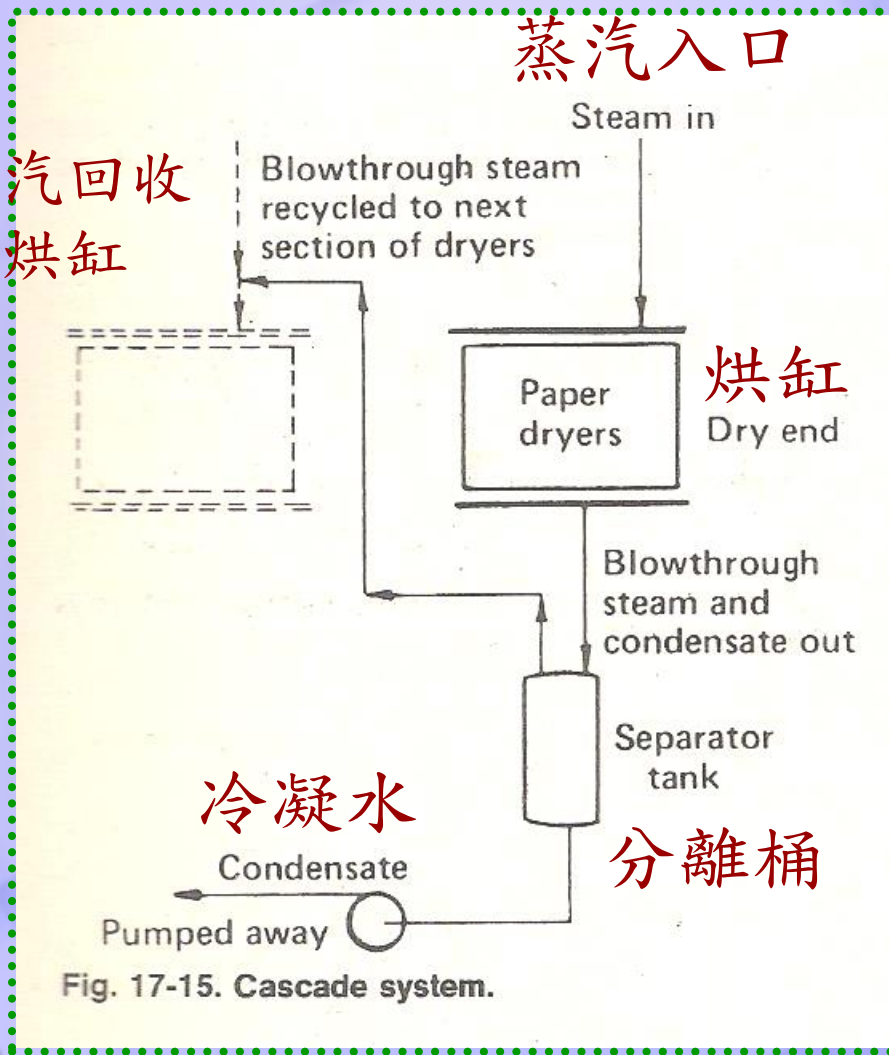 蒸汽入口
Steam in
汽回收
烘缸
Blowthrough steam
recycled to next
section of dryers
Paper
dryers
烘缸
Dry end
Blowthrough
steam and
condensate out
Separator
tank
分離桶
冷凝水
Condensate
Pumped away
Fig. 17-15. Cascade system.